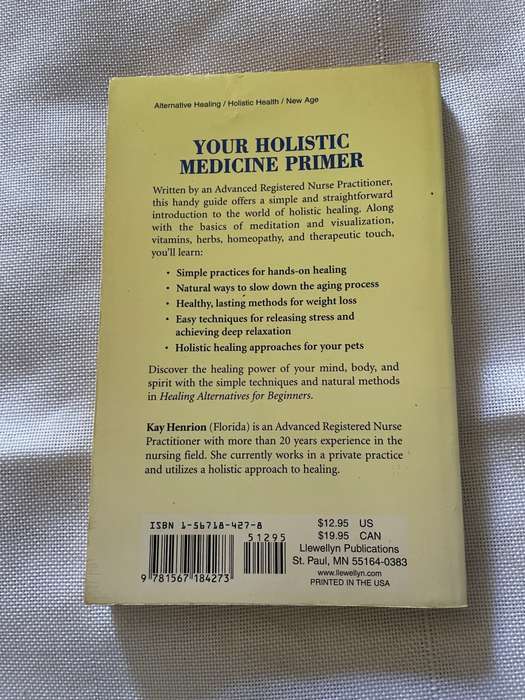 Alternative Healing / Holistic Health / New Age
YOUR HOLISTIC
MEDICINE PRIMER
Written by an Advanced Registered Nurse Practitioner,
this handy guide offers a simple and straightforward
introduction to the world of holistic healing. Along
with the basics of meditation and visualization,
vitamins, herbs, homeopathy, and therapeutic touch,
you'll learn:
• Simple practices for hands-on healing
• Natural ways to slow down the aging process
• Healthy, lasting methods for weight loss
• Easy techniques for releasing stress and
achieving deep relaxation
• Holistic healing approaches for your pets
Discover the healing power of your mind, body, and
spirit with the simple techniques and natural methods
in Healing Alternatives for Beginners.
Kay Henrion (Florida) is an Advanced Registered Nurse
Practitioner with more than 20 years experience in the
nursing field. She currently works in a private practice
and utilizes a holistic approach to healing.
ISBN 1-56718-427-8
51295
9 781567 184273
$12.95 US
$19.95 CAN
Llewellyn Publications
St. Paul, MN 55164-0383
www.llewellyn.com
PRINTED IN THE USA